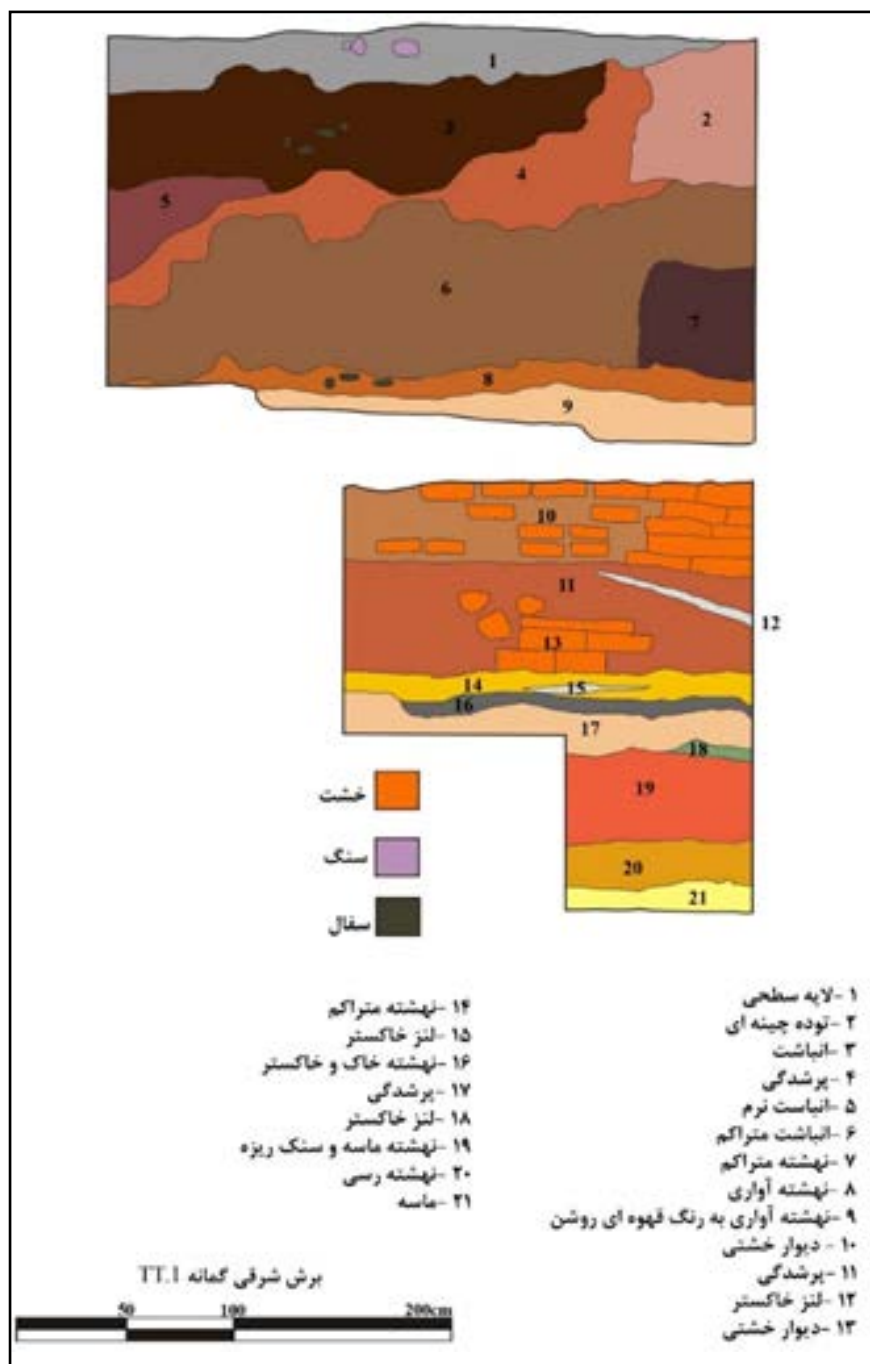 1
2
3
4
5
6
7
8
9
10
11
12
13
14
15
16
17
18
19
20
21
خشت
سنگ
سفال
۱ -لایه سطحی
۲ -توده چینه ای
۳ -انباشت
۴ -پرشدگی
۵ -انباست نرم
۶ -انباشت متراکم
۷ -نهشته متراکم
۸ -نهشته آواری
۹ -نهشته آواری به رنگ قهوه ای روشن
۱۰ - دیوار خشتی
۱۱ -پرشدگی
۱۲ -لنز خاکستر
۱۳ -دیوار خشتی
۱۴ -نهشته متراکم
۱۵ -لنز خاکستر
۱۶ -نهشته خاک و خاکستر
۱۷ -پرشدگی
۱۸ -لنز خاکستر
۱۹ -نهشته ماسه و سنک ریزه
۲۰ -نهشته رسی
۲۱ -ماسه
برش شرقی گمانه TT.1
50 100 200cm